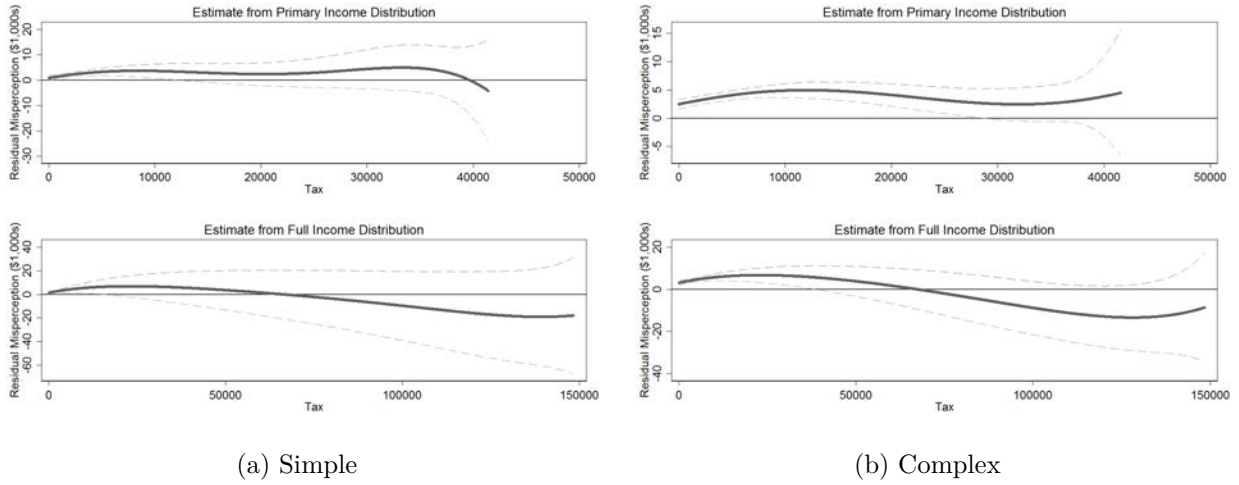 Estimate from Primary Income Distribution
Residual Misperception ($1,000s)
20
10
0
-10
-20
-30
0 10000 20000 30000 40000 50000
Tax
Estimate from Full Income Distribution
Residual Misperception ($1,000s)
40
20
0
-20
-40
-60
0 50000 100000 150000
Tax
(a) Simple
Estimate from Primary Income Distribution
Residual Misperception ($1,000s)
15
10
5
0
-5
0 10000 20000 30000 40000 50000
Tax
Estimate from Full Income Distribution
Residual Misperception ($1,000s)
20
0
-20
-40
0 50000 100000 150000
Tax
(b) Complex